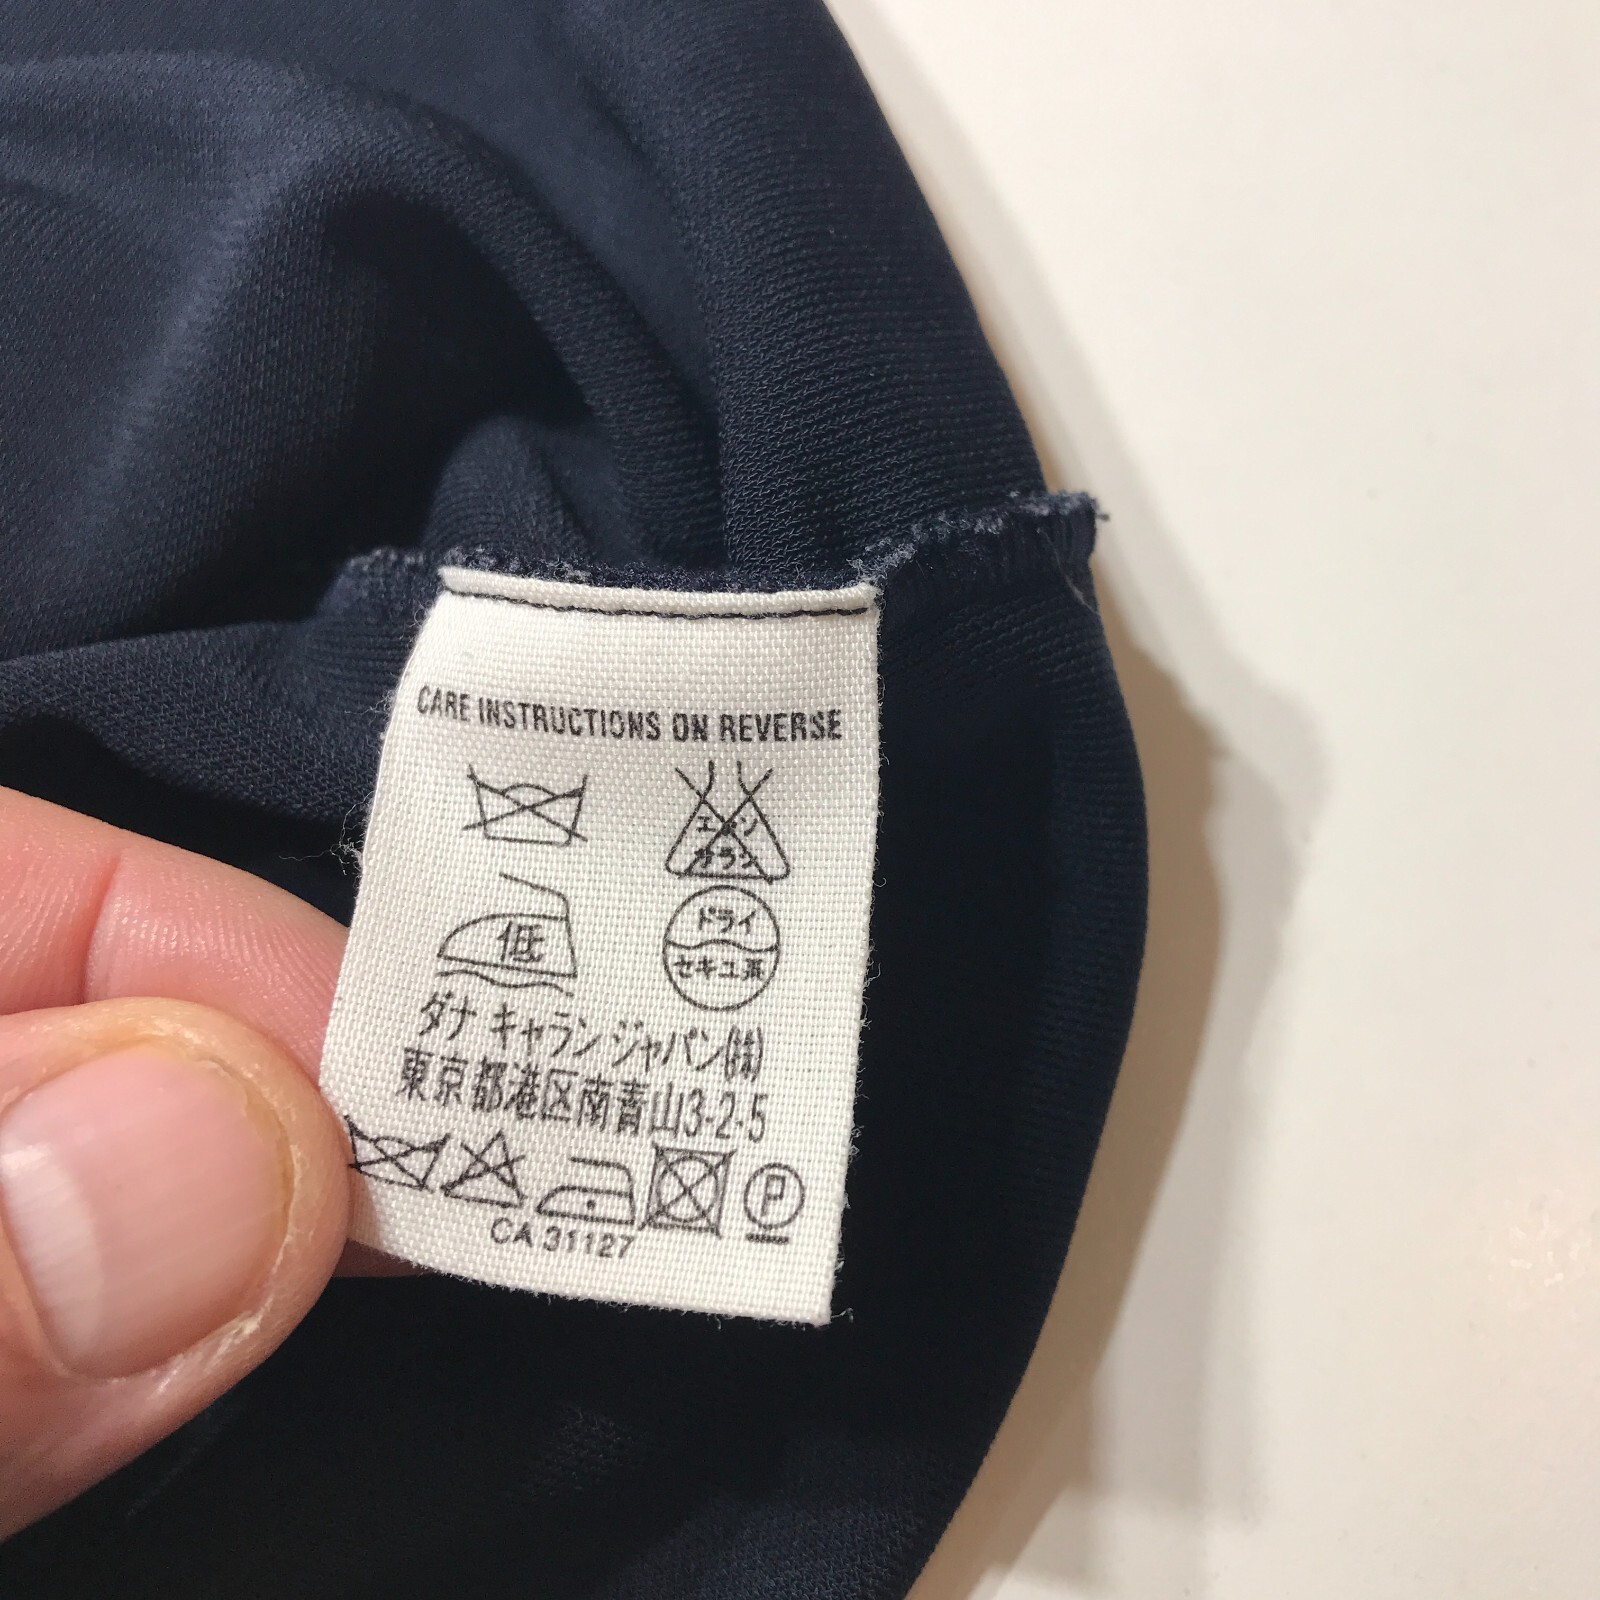 CARE INSTRUCTIONS ON REVERSE
エンソ
サラシ
低
ドライ
セキユ系
ダナ キャラン ジャパン(株)
東京都港区南青山3-2-5
P
CA 31127